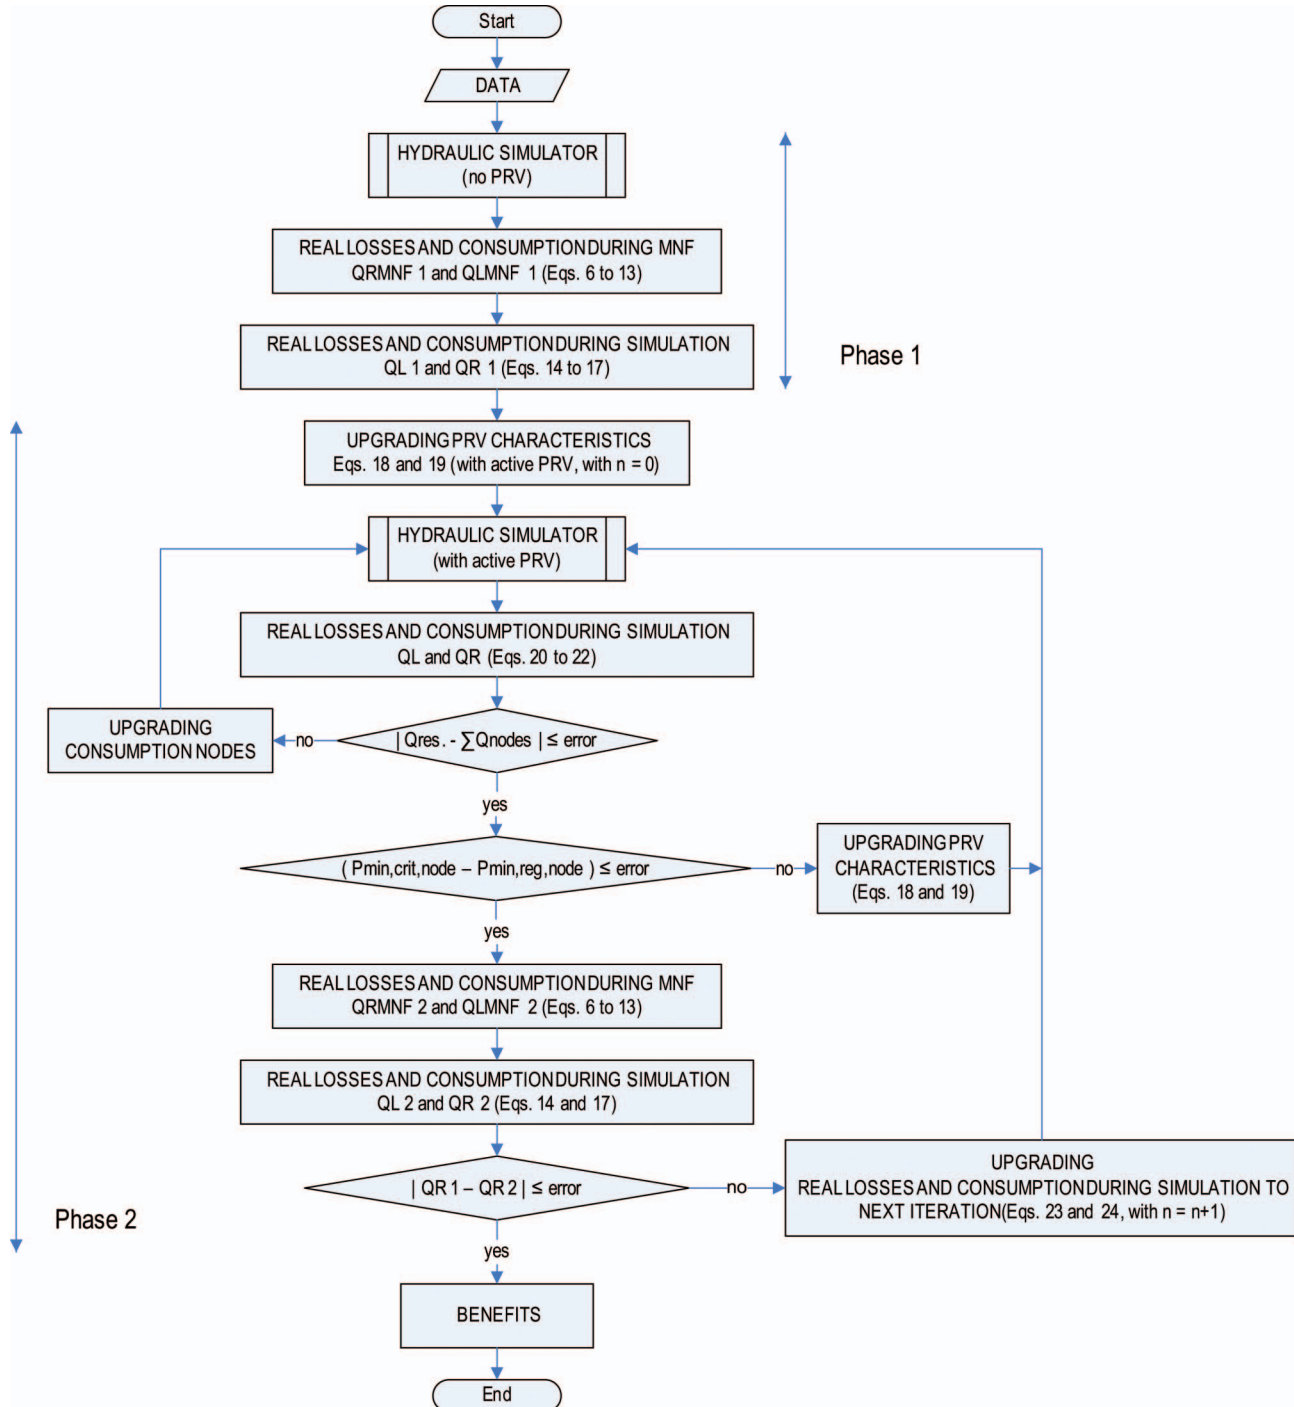 Start
DATA
HYDRAULIC SIMULATOR
(no PRV)
REAL LOSSES AND CONSUMPTION DURING MNF
QRMNF 1 and QLMNF 1 (Eqs. 6 to 13)
REAL LOSSES AND CONSUMPTION DURING SIMULATION
QL 1 and QR 1 (Eqs. 14 to 17)
Phase 1
UPGRADING PRV CHARACTERISTICS
Eqs. 18 and 19 (with active PRV, with n = 0)
HYDRAULIC SIMULATOR
(with active PRV)
REAL LOSSES AND CONSUMPTION DURING SIMULATION
QL and QR (Eqs. 20 to 22)
UPGRADING
CONSUMPTION NODES
no
| Qres. - ∑Qnodes | ≤ error
yes
( Pmin,crit,node – Pmin,reg,node ) ≤ error
no
UPGRADING PRV
CHARACTERISTICS
(Eqs. 18 and 19)
yes
REAL LOSSES AND CONSUMPTION DURING MNF
QRMNF 2 and QLMNF 2 (Eqs. 6 to 13)
REAL LOSSES AND CONSUMPTION DURING SIMULATION
QL 2 and QR 2 (Eqs. 14 and 17)
| QR 1 – QR 2 | ≤ error
no
UPGRADING
REAL LOSSES AND CONSUMPTION DURING SIMULATION TO
NEXT ITERATION(Eqs. 23 and 24, with n = n+1)
Phase 2
yes
BENEFITS
End